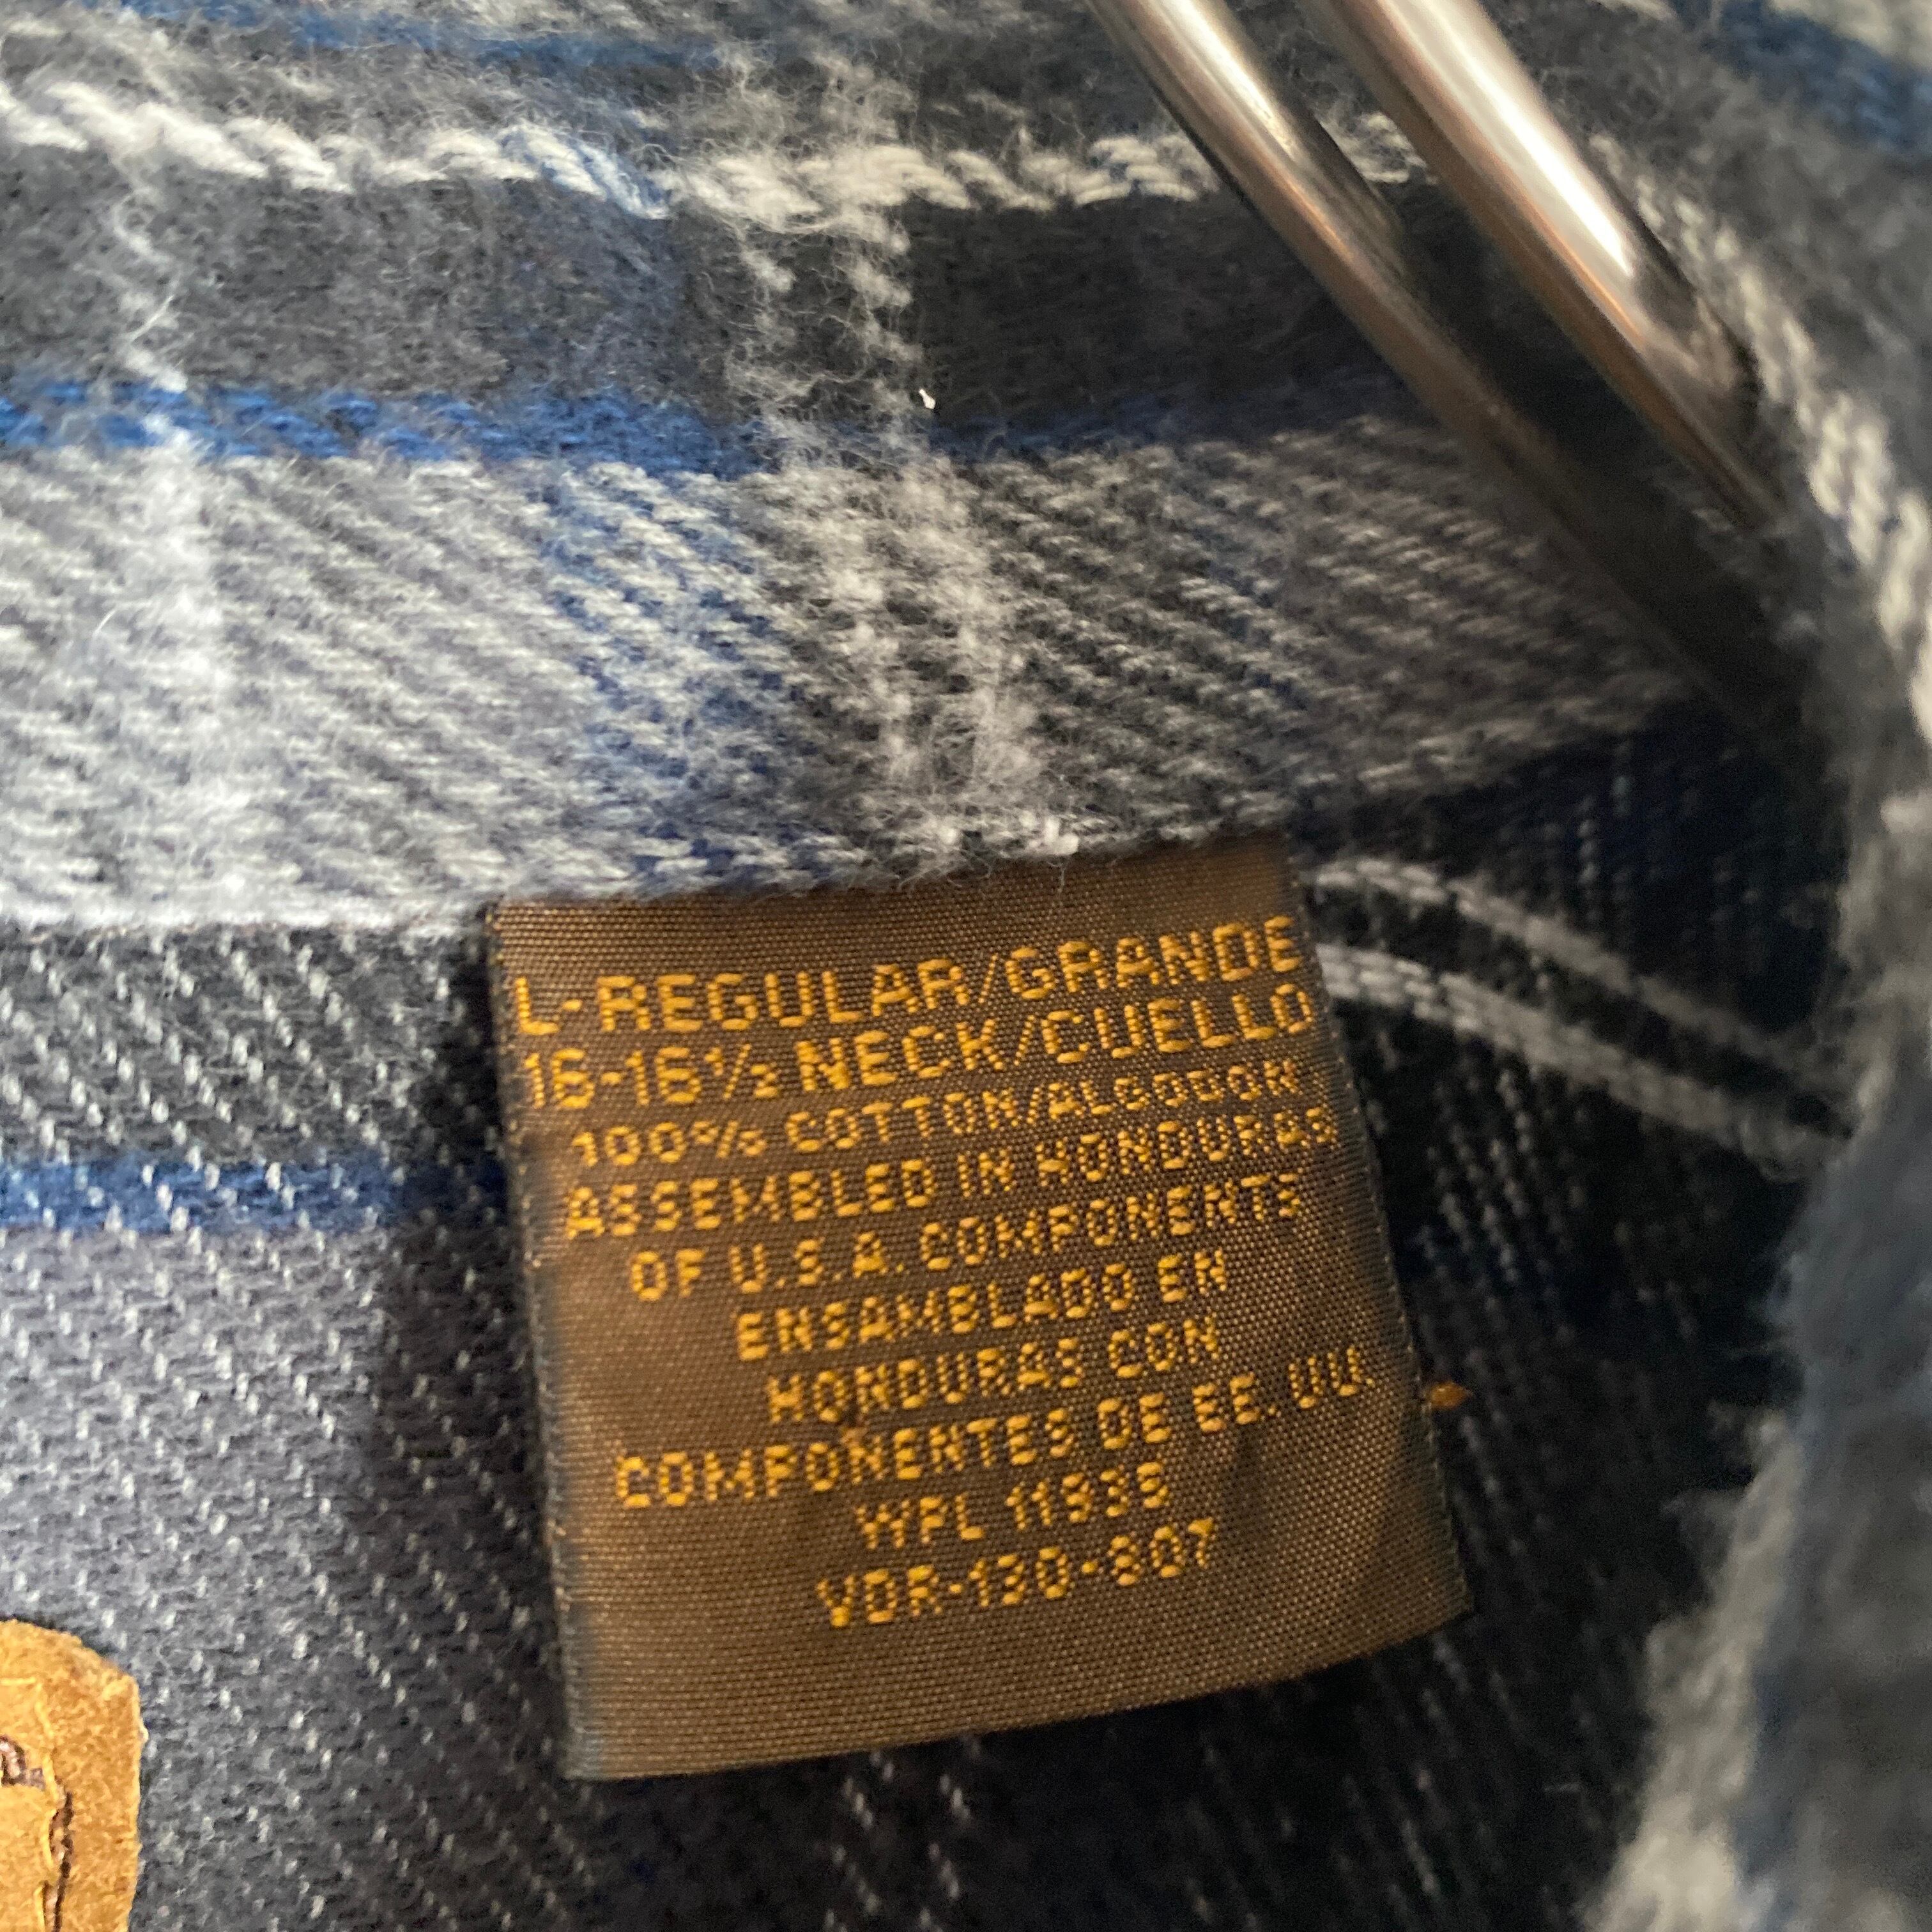 L-REGULAR/GRANDE
16-16½ NECK/CUELLO
100% COTTON/ALGODON
ASSEMBLED IN HONDURAS
OF U.S.A. COMPONENTS
ENSAMBLADO EN
HONDURAS CON
COMPONENTES DE EE. UU.
WPL 11935
VDR-130-807